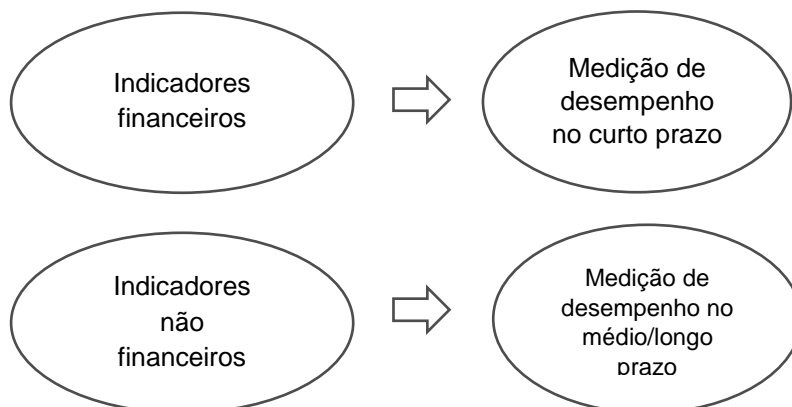 Indicadores
financeiros
Medição de
desempenho
no curto prazo
Indicadores
não
financeiros
Medição de
desempenho no
médio/longo
prazo